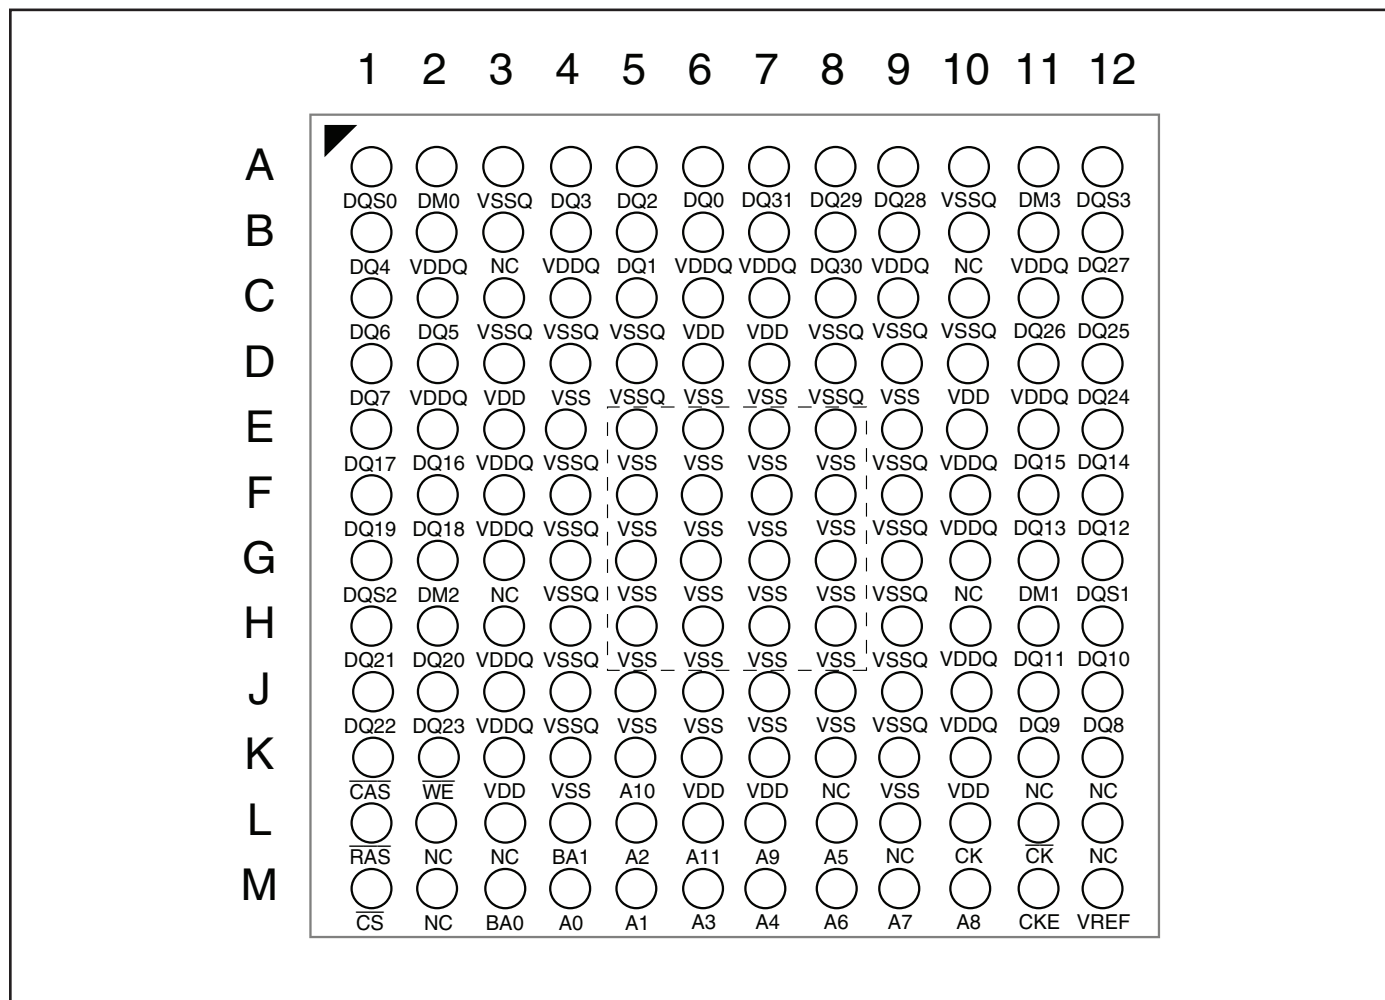 1 2 3 4 5 6 7 8 9 10 11 12
A
DQS0 DM0 VSSQ DQ3 DQ2 DQ0 DQ31 DQ29 DQ28 VSSQ DM3 DQS3
B
DQ4 VDDQ NC VDDQ DQ1 VDDQ VDDQ DQ30 VDDQ NC VDDQ DQ27
C
DQ6 DQ5 VSSQ VSSQ VSSQ VDD VDD VSSQ VSSQ VSSQ DQ26 DQ25
D
DQ7 VDDQ VDD VSS VSSQ VSS VSS VSSQ VSS VDD VDDQ DQ24
E
DQ17 DQ16 VDDQ VSSQ VSS VSS VSS VSS VSSQ VDDQ DQ15 DQ14
F
DQ19 DQ18 VDDQ VSSQ VSS VSS VSS VSS VSSQ VDDQ DQ13 DQ12
G
DQS2 DM2 NC VSSQ VSS VSS VSS VSS VSSQ NC DM1 DQS1
H
DQ21 DQ20 VDDQ VSSQ VSS VSS VSS VSS VSSQ VDDQ DQ11 DQ10
J
DQ22 DQ23 VDDQ VSSQ VSS VSS VSS VSS VSSQ VDDQ DQ9 DQ8
K
C̅A̅S̅ W̅E̅ VDD VSS A10 VDD VDD NC VSS VDD NC NC
L
R̅A̅S̅ NC NC BA1 A2 A11 A9 A5 NC CK C̅K̅ NC
M
C̅S̅ NC BA0 A0 A1 A3 A4 A6 A7 A8 CKE VREF